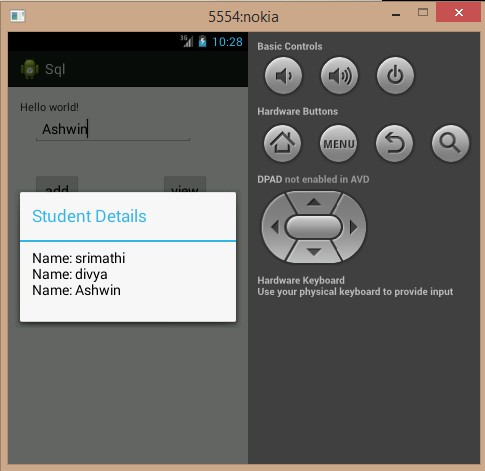 5554:nokia
3G 10:28
Sql
Hello world!
Ashwin
add view
Student Details
Name: srimathi
Name: divya
Name: Ashwin
Basic Controls
Hardware Buttons
MENU
DPAD not enabled in AVD
Hardware Keyboard
Use your physical keyboard to provide input